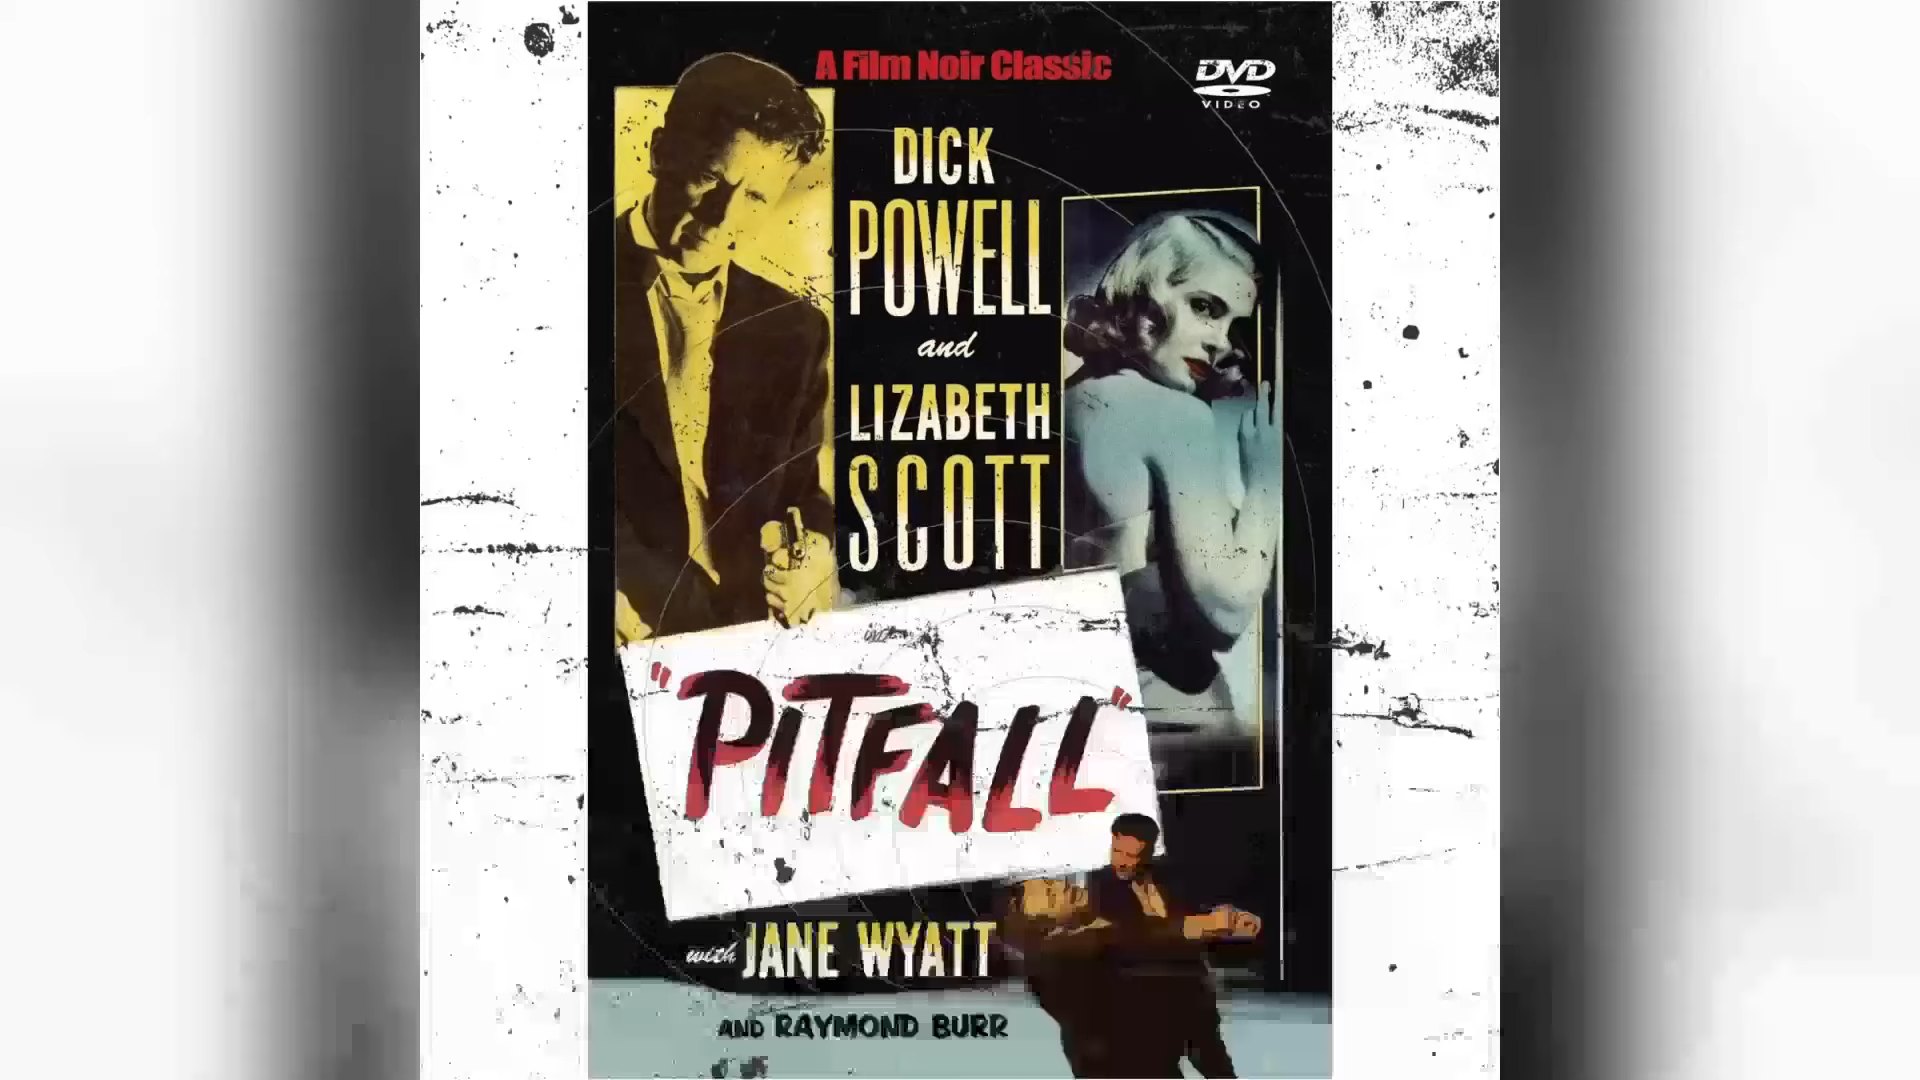 A Film Noir Classic
DVD
VIDEO
DICK
POWELL
and
LIZABETH
SCOTT
"PITFALL"
with JANE WYATT
AND RAYMOND BURR